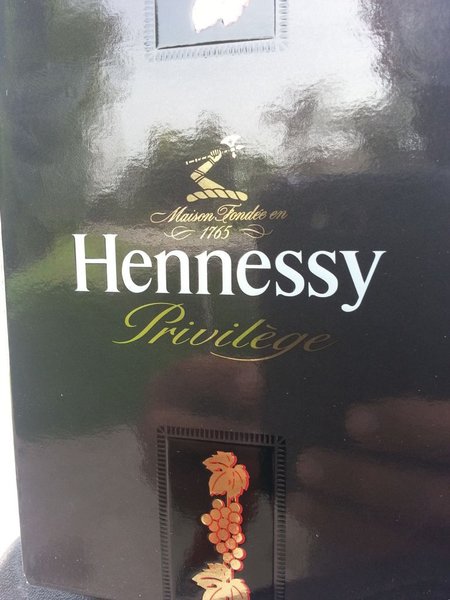 Maison Fondée en
1765
Hennessy
Privilège